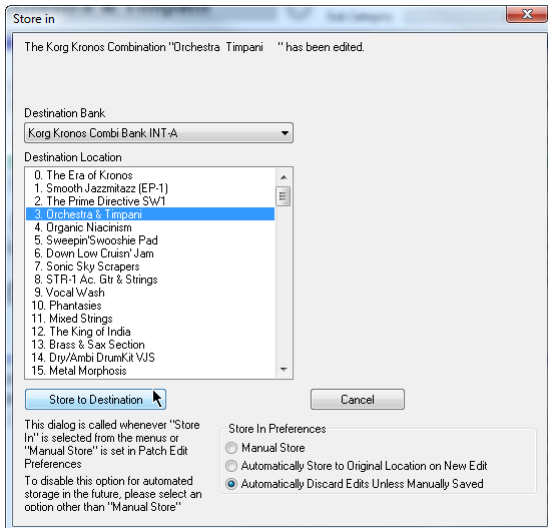 Store in
The Korg Kronos Combination "Orchestra Timpani " has been edited.
Destination Bank
Korg Kronos Combi Bank INT-A
Destination Location
0. The Era of Kronos
1. Smooth Jazzmitazz (EP-1)
2. The Prime Directive SW1
3. Orchestra & Timpani
4. Organic Niacinism
5. Sweepin'Swooshie Pad
6. Down Low Cruisn' Jam
7. Sonic Sky Scrapers
8. STR-1 Ac. Gtr & Strings
9. Vocal Wash
10. Phantasies
11. Mixed Strings
12. The King of India
13. Brass & Sax Section
14. Dry/Ambi DrumKit VJS
15. Metal Morphosis
Store to Destination
Cancel
This dialog is called whenever "Store
In" is selected from the menus or
"Manual Store" is set in Patch Edit
Preferences
To disable this option for automated
storage in the future, please select an
option other than "Manual Store"
Store In Preferences
Manual Store
Automatically Store to Original Location on New Edit
Automatically Discard Edits Unless Manually Saved